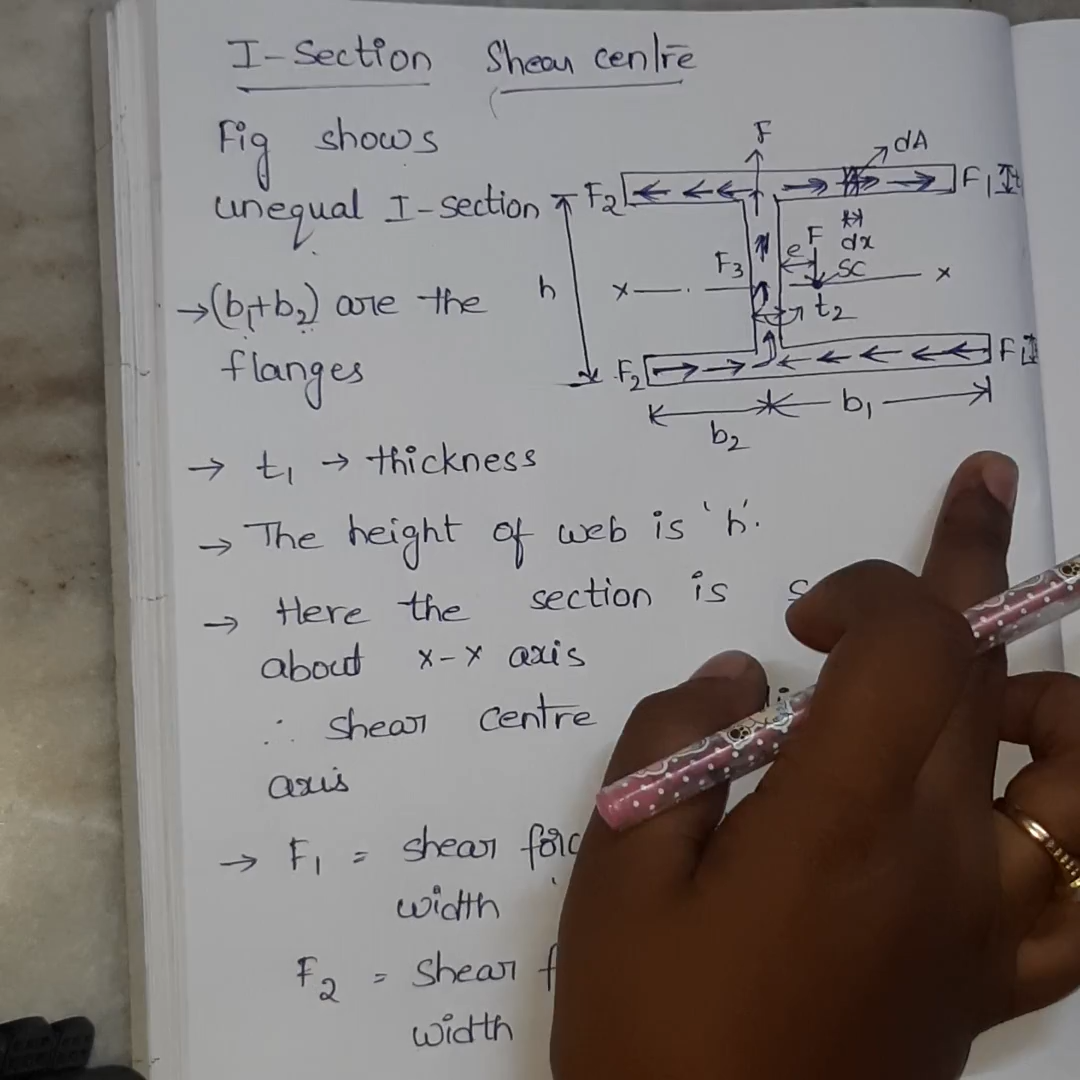 I-Section Shear centre
Fig shows
unequal I-section
→(b1+b2) are the
flanges
→ t1 → thickness
→ The height of web is 'h'.
→ Here the section is
about x-x axis
∴ shear centre
axis
→ F1 = shear
width
F2 = shear
width
F
dA
F2
F1
dx
F
e
SC
F3
h
x
x
t2
F2
b2
b1